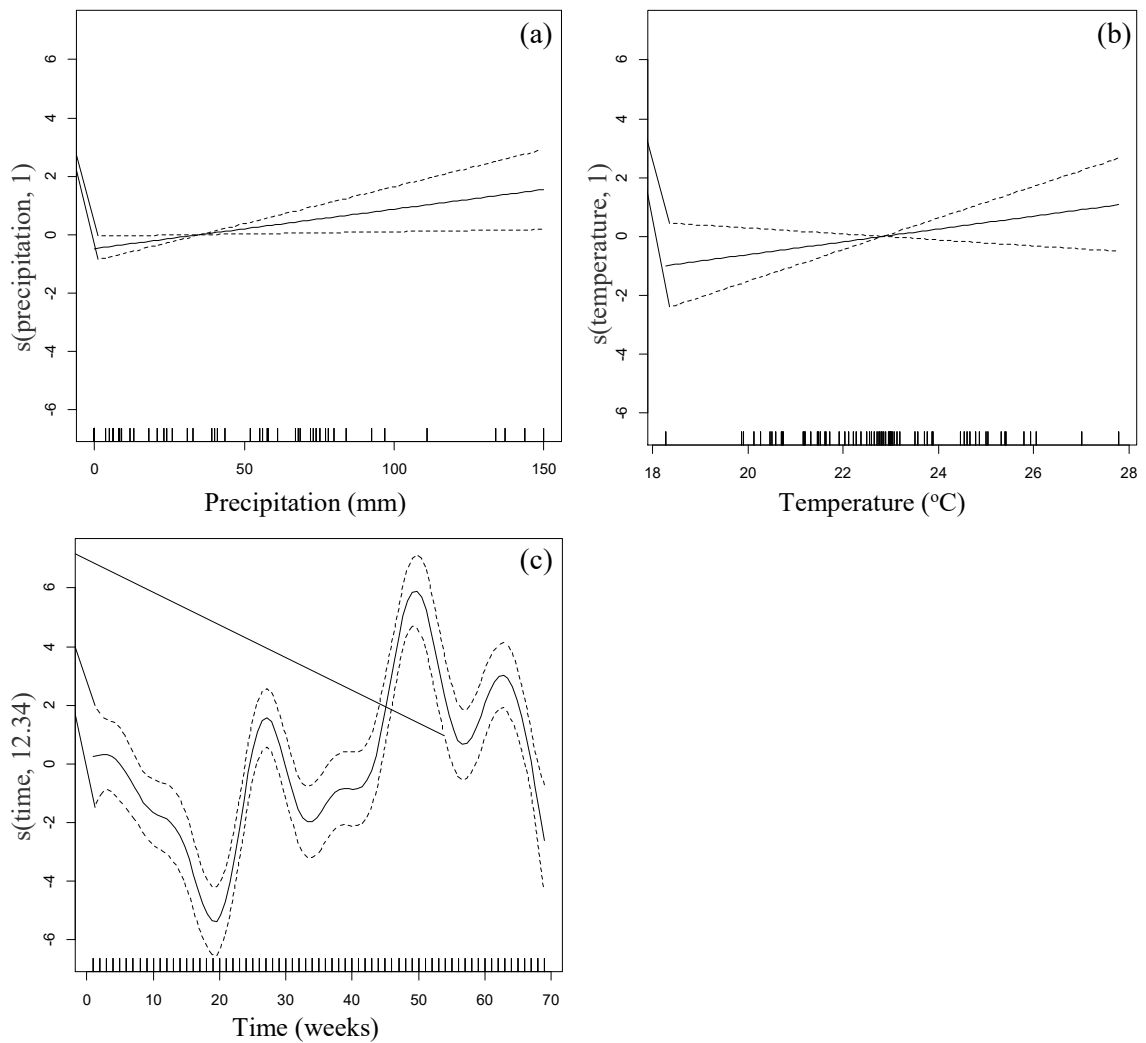 (a)
6
4
2
0
-2
-4
-6
s(precipitation, 1)
0 50 100 150
Precipitation (mm)
(b)
6
4
2
0
-2
-4
-6
s(temperature, 1)
18 20 22 24 26 28
Temperature (ºC)
(c)
6
4
2
0
-2
-4
-6
s(time, 12.34)
0 10 20 30 40 50 60 70
Time (weeks)